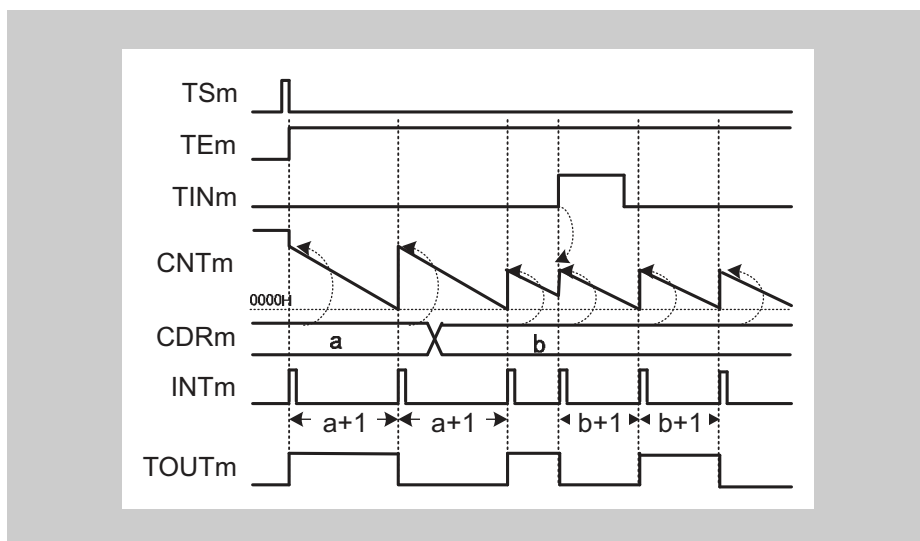 TSm
TEm
TINm
CNTm
0000H
CDRm
a
b
INTm
a+1 a+1 b+1 b+1
TOUTm